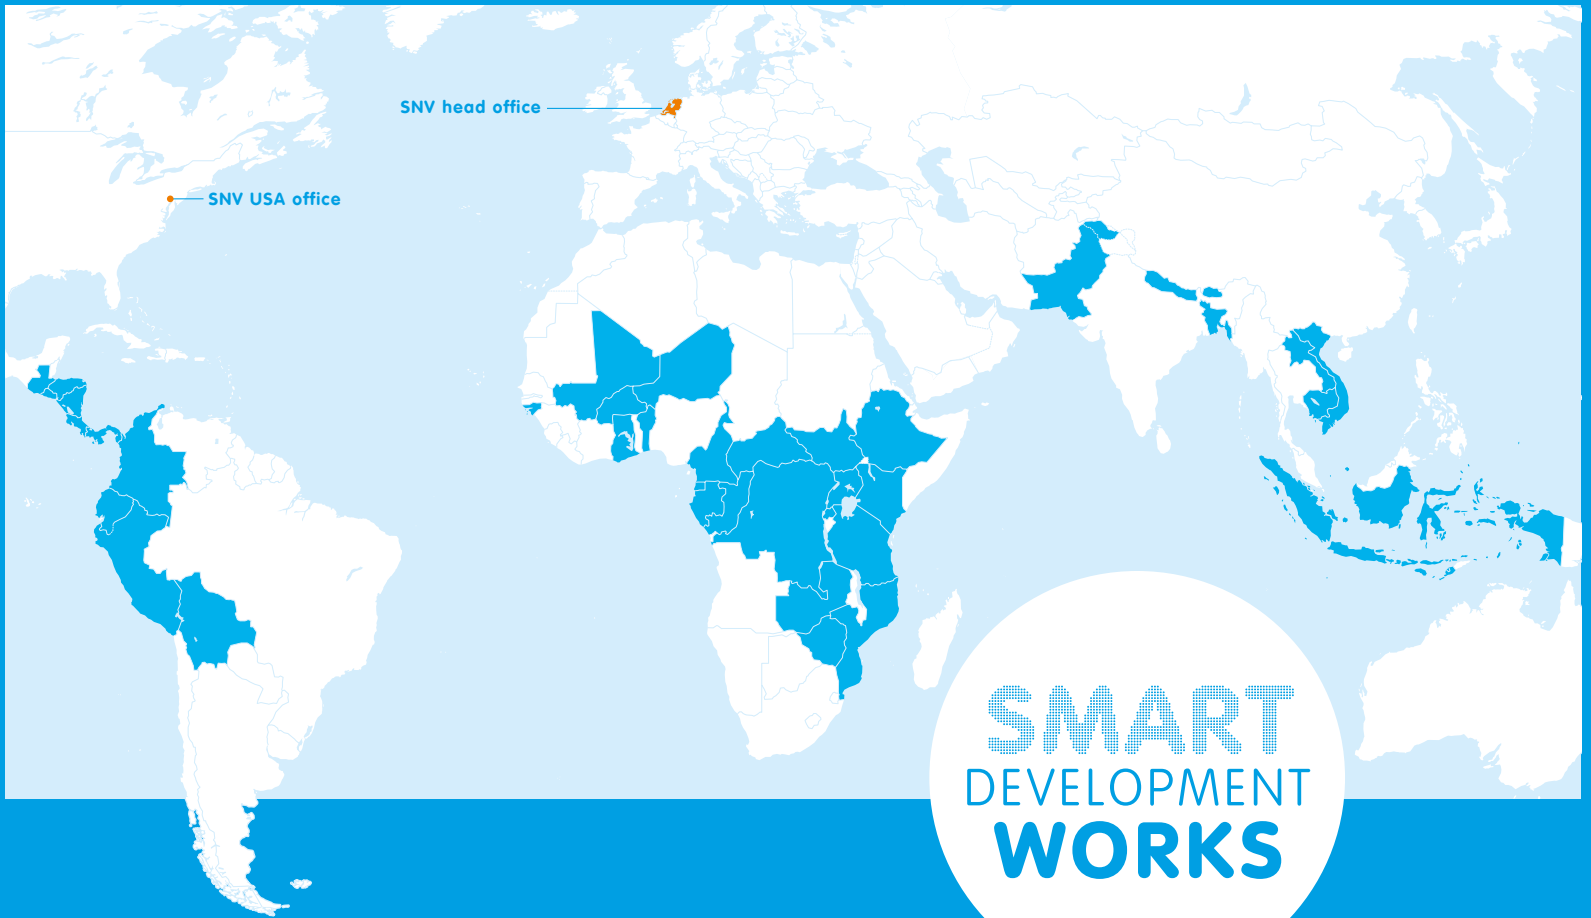 SNV head office
SNV USA office
SMART
DEVELOPMENT
WORKS